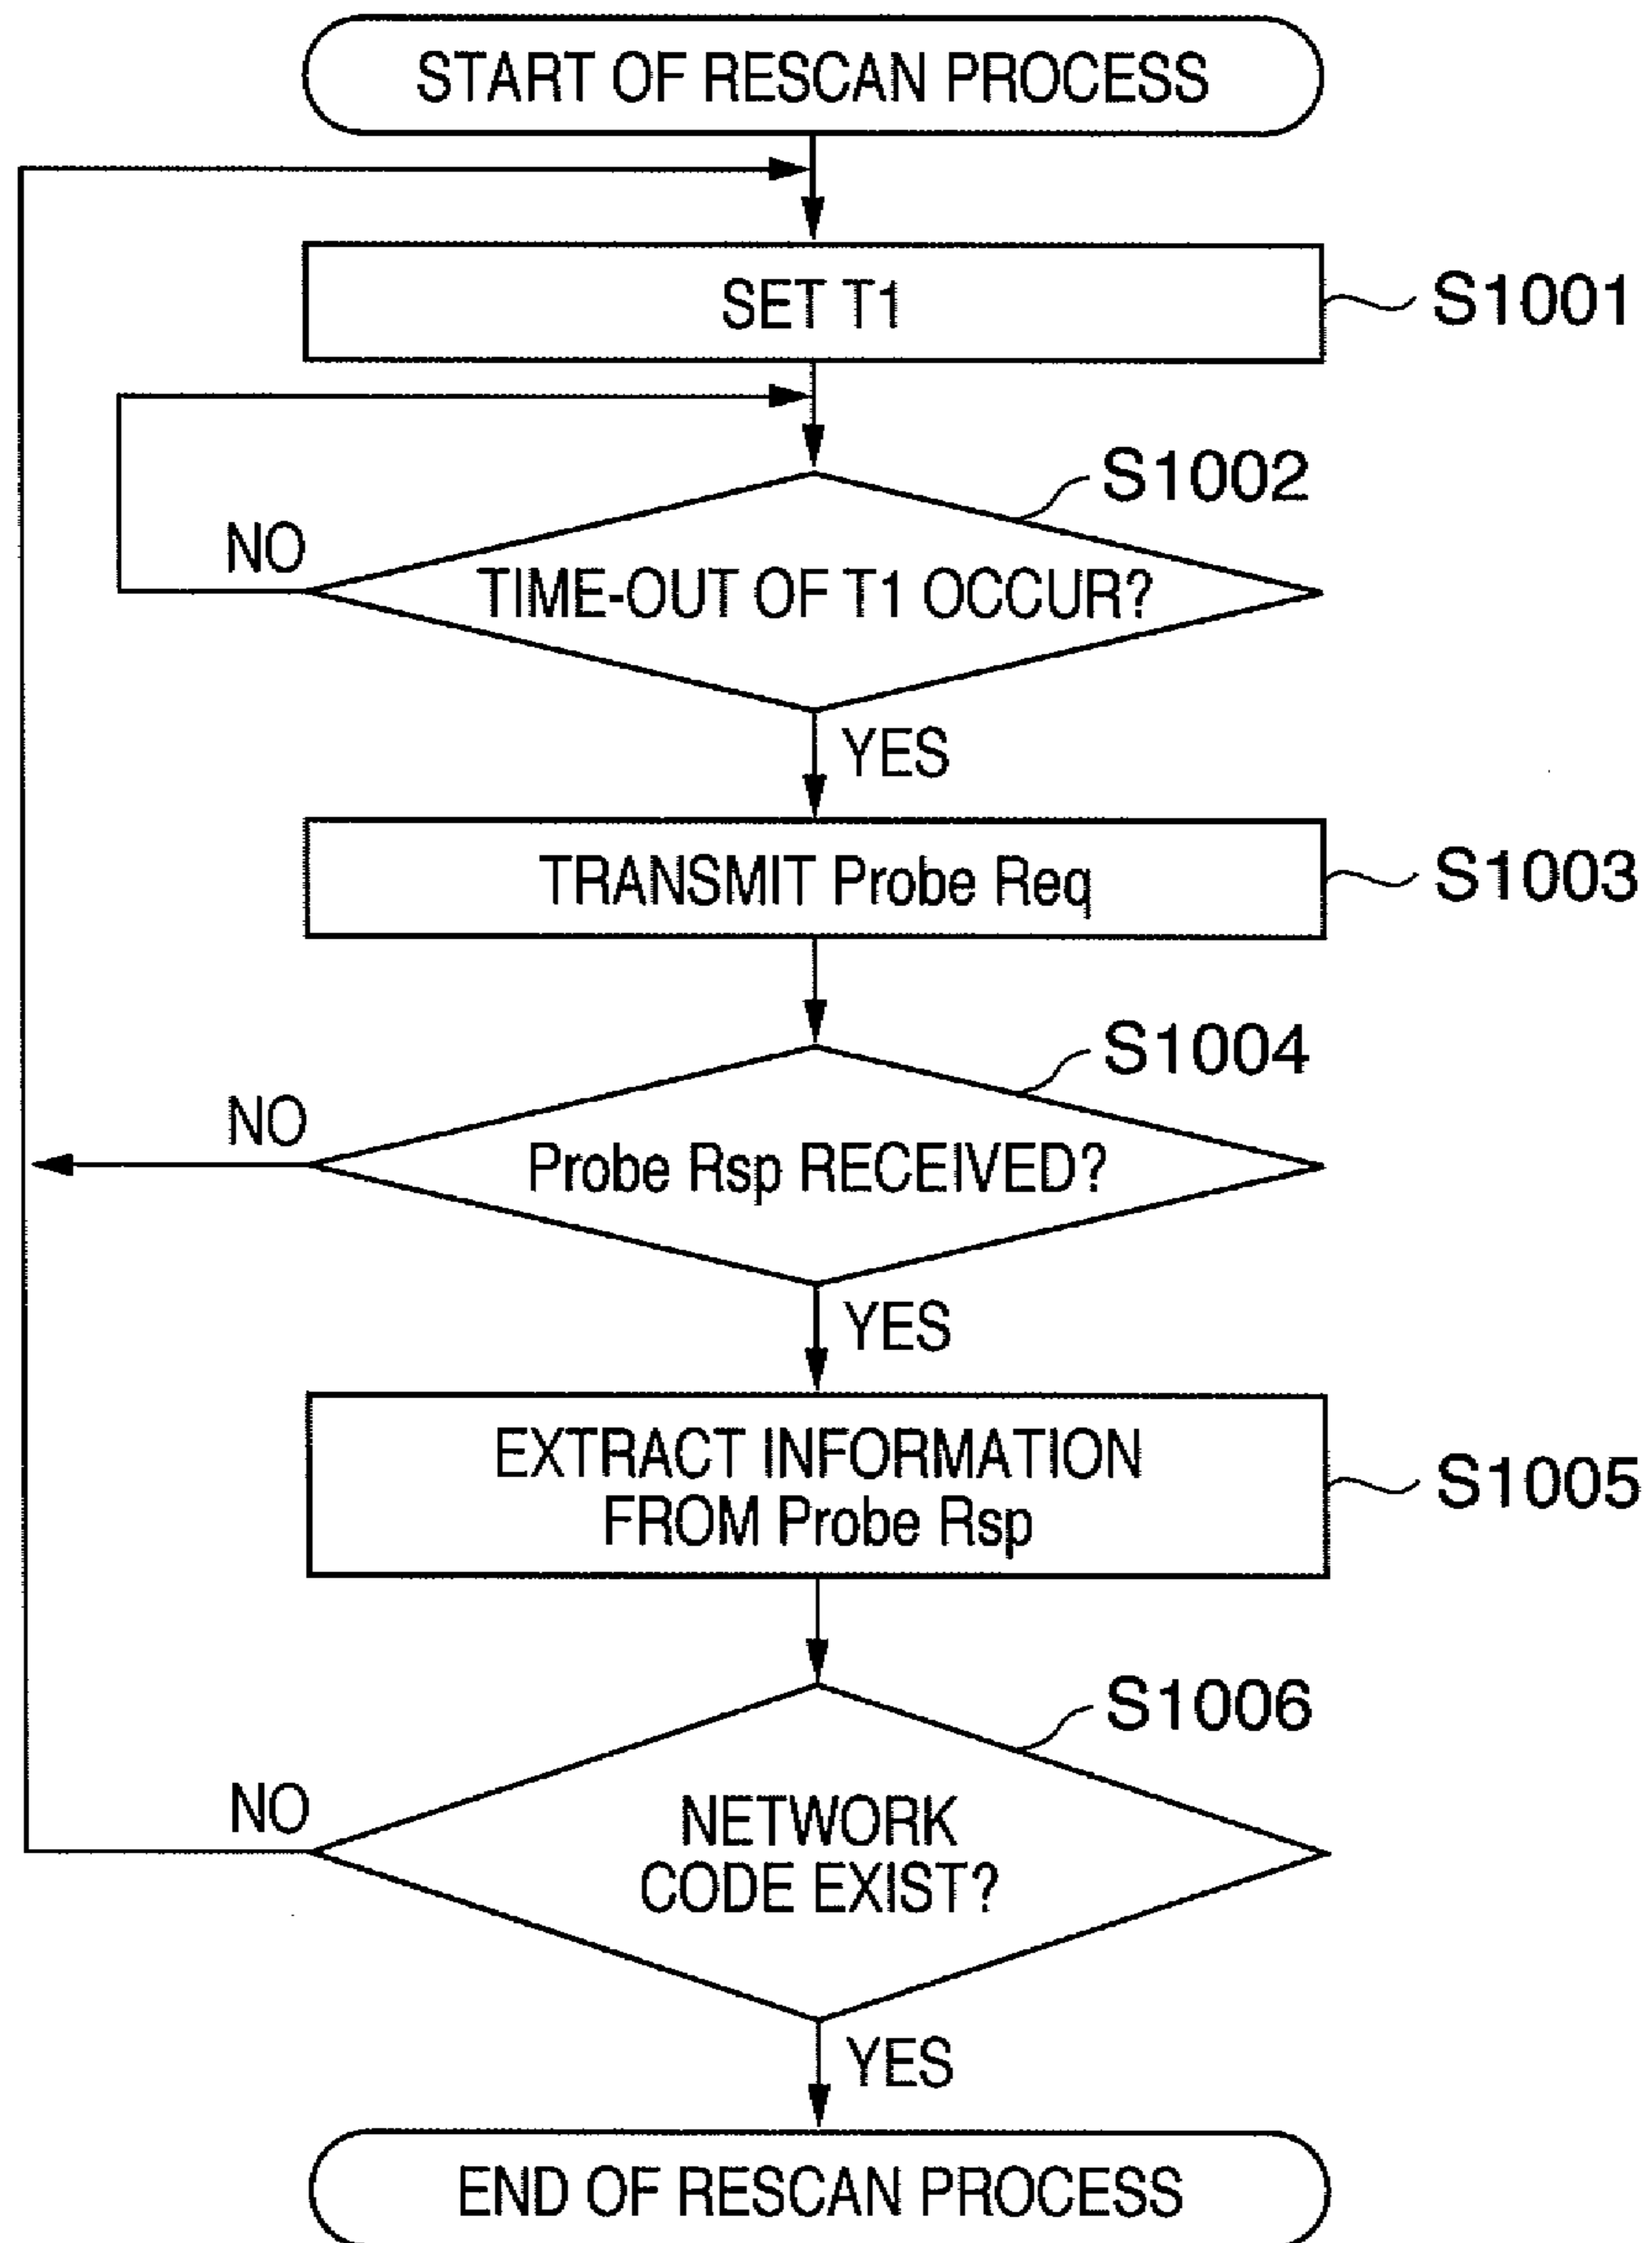 START OF RESCAN PROCESS
SET T1
S1001
S1002
NO
TIME-OUT OF T1 OCCUR?
YES
TRANSMIT Probe Req
S1003
S1004
NO
Probe Rsp RECEIVED?
YES
EXTRACT INFORMATION
FROM Probe Rsp
S1005
S1006
NO
NETWORK
CODE EXIST?
YES
END OF RESCAN PROCESS